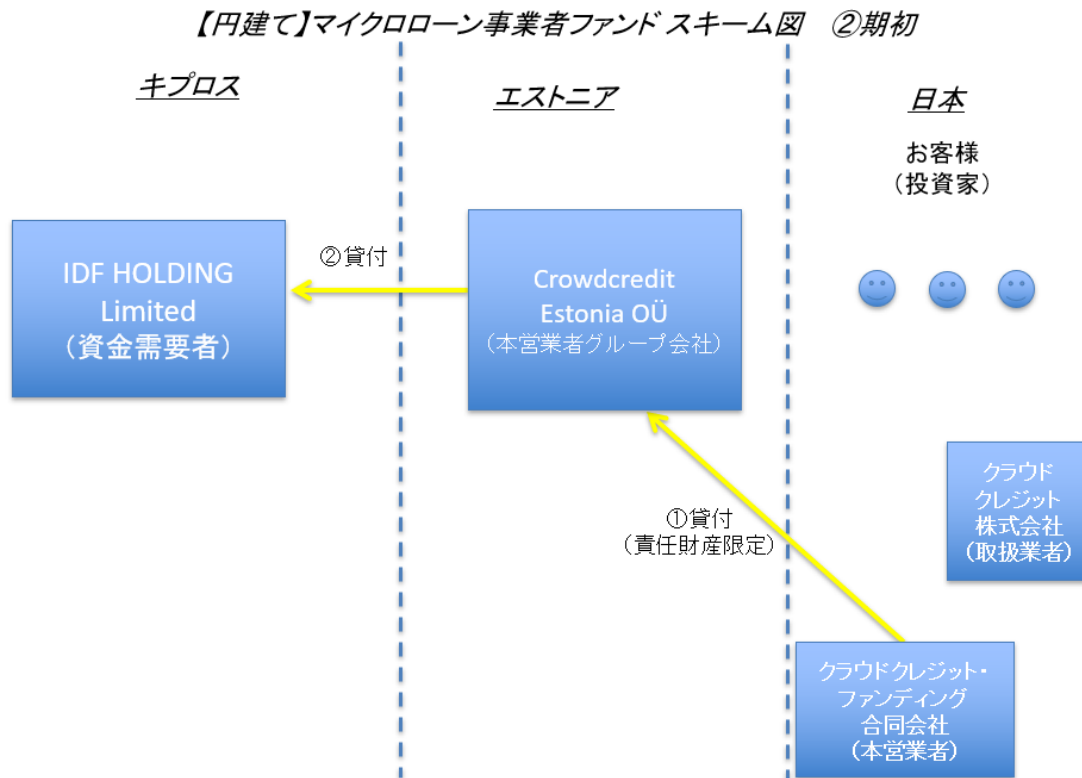 【円建て】マイクロローン事業者ファンド スキーム図　②期初
キプロス
エストニア
日本
お客様
（投資家）
IDF HOLDING
Limited
（資金需要者）
②貸付
Crowdcredit
Estonia OÜ
（本営業者グループ会社）
①貸付
（責任財産限定）
クラウド
クレジット
株式会社
（取扱業者）
クラウドクレジット・
ファンディング
合同会社
（本営業者）